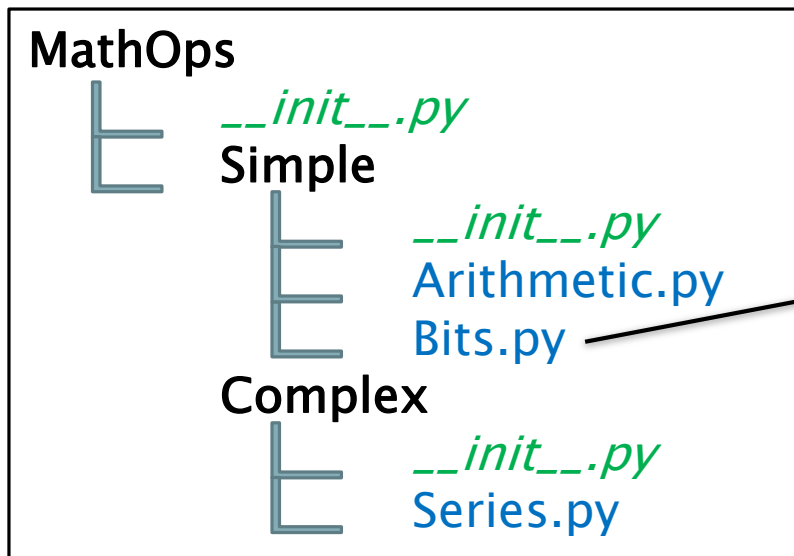 MathOps
__init__.py
Simple
__init__.py
Arithmetic.py
Bits.py
Complex
__init__.py
Series.py